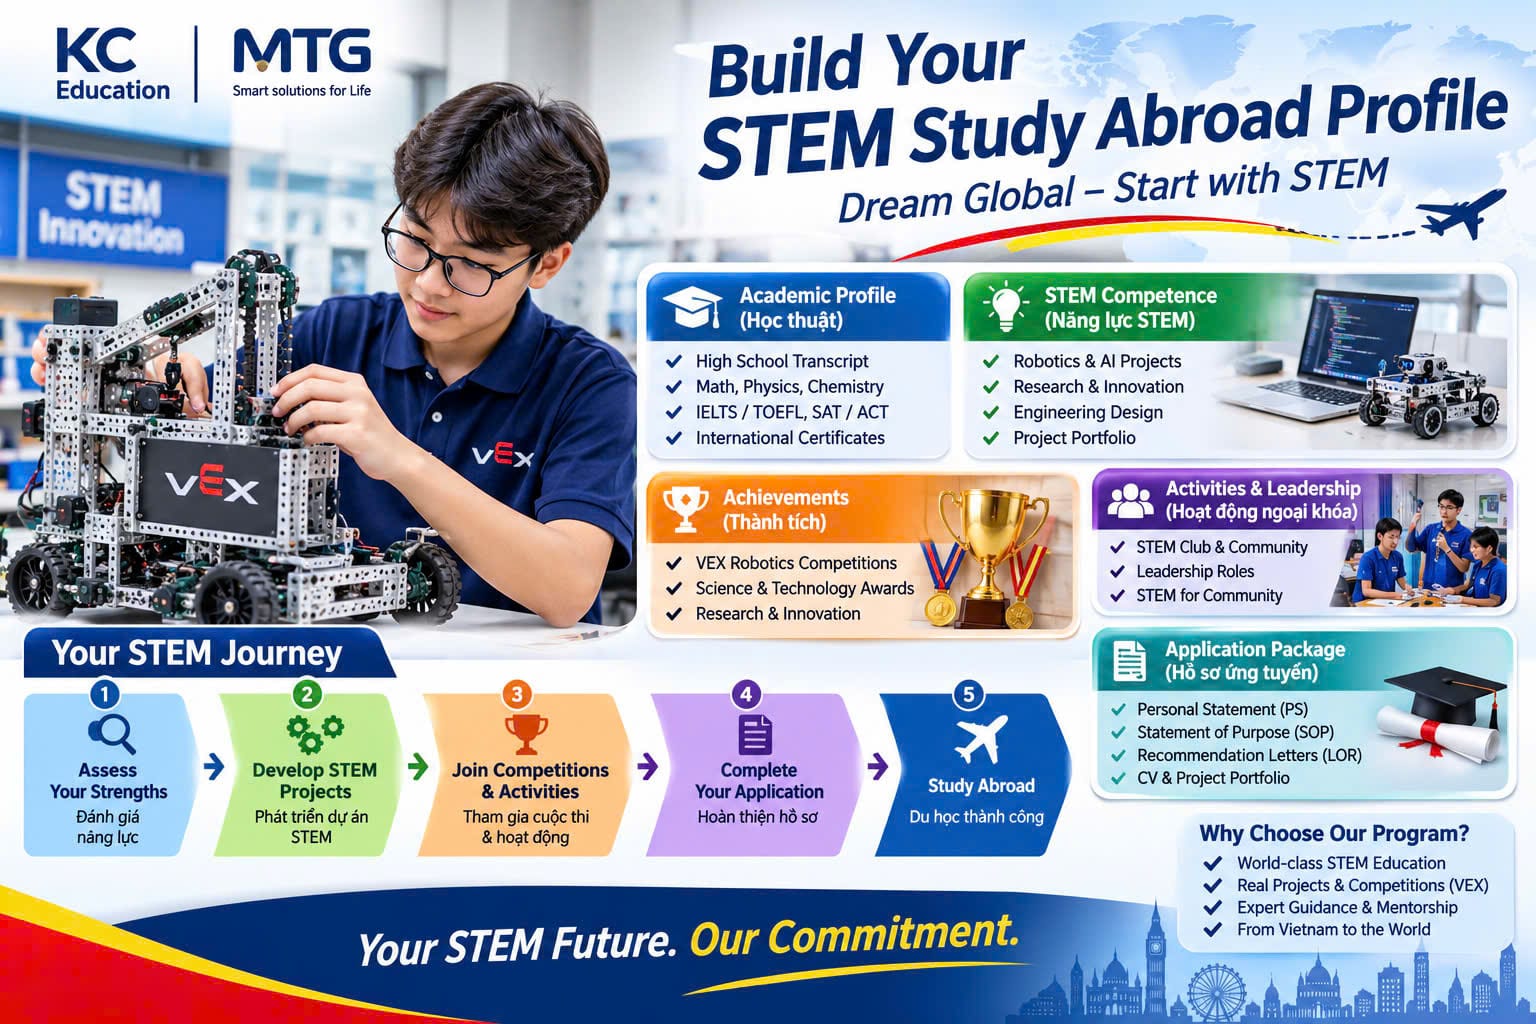 KC
Education
MTG
Smart solutions for Life
Build Your
STEM Study Abroad Profile
Dream Global – Start with STEM
STEM
Innovation
VEX
VEX
Academic Profile
(Học thuật)
High School Transcript
Math, Physics, Chemistry
IELTS / TOEFL, SAT / ACT
International Certificates
STEM Competence
(Năng lực STEM)
Robotics & AI Projects
Research & Innovation
Engineering Design
Project Portfolio
Achievements
(Thành tích)
VEX Robotics Competitions
Science & Technology Awards
Research & Innovation
Activities & Leadership
(Hoạt động ngoại khóa)
STEM Club & Community
Leadership Roles
STEM for Community
Application Package
(Hồ sơ ứng tuyển)
Personal Statement (PS)
Statement of Purpose (SOP)
Recommendation Letters (LOR)
CV & Project Portfolio
Your STEM Journey
1
Assess
Your Strengths
Đánh giá
năng lực
2
Develop STEM
Projects
Phát triển dự án
STEM
3
Join Competitions
& Activities
Tham gia cuộc thi
& hoạt động
4
Complete
Your Application
Hoàn thiện hồ sơ
5
Study Abroad
Du học thành công
Why Choose Our Program?
World-class STEM Education
Real Projects & Competitions (VEX)
Expert Guidance & Mentorship
From Vietnam to the World
Your STEM Future. Our Commitment.